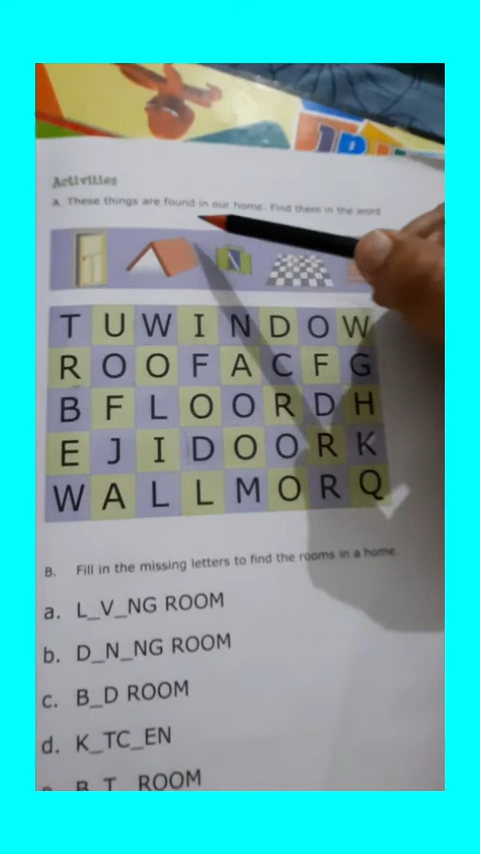 Activities
A. These things are found in our home. Find them in the word
T U W I N D O W
R O O F A C F G
B F L O O R D H
E J I D O O R K
W A L L M O R Q
B. Fill in the missing letters to find the rooms in a home.
a. L_V_NG ROOM
b. D_N_NG ROOM
c. B_D ROOM
d. K_TC_EN
B_T_ ROOM